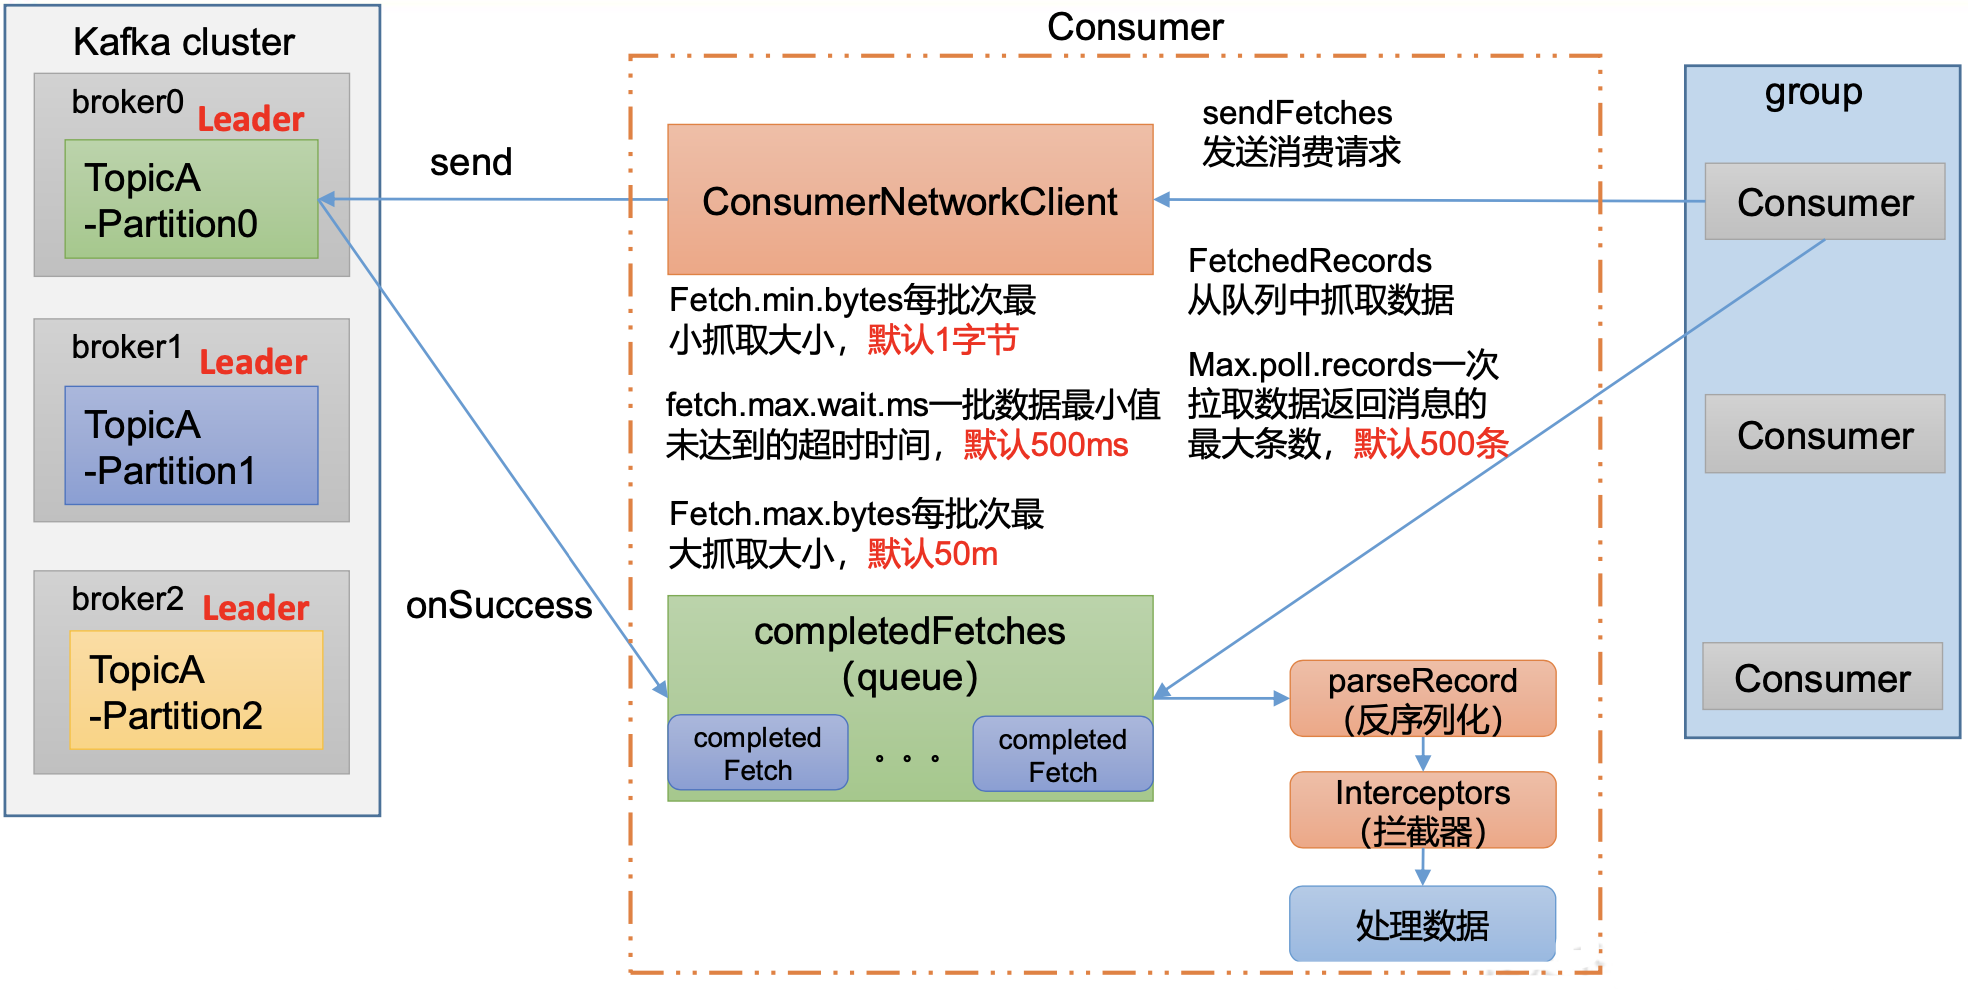 Kafka cluster
broker0
Leader
TopicA
-Partition0
broker1
Leader
TopicA
-Partition1
broker2
Leader
TopicA
-Partition2
send
onSuccess
Consumer
ConsumerNetworkClient
Fetch.min.bytes每批次最
小抓取大小，默认1字节
fetch.max.wait.ms一批数据最小值
未达到的超时时间，默认500ms
Fetch.max.bytes每批次最
大抓取大小，默认50m
sendFetches
发送消费请求
FetchedRecords
从队列中抓取数据
Max.poll.records一次
拉取数据返回消息的
最大条数，默认500条
completedFetches
（queue）
completed
Fetch
。。。
completed
Fetch
parseRecord
（反序列化）
Interceptors
（拦截器）
处理数据
group
Consumer
Consumer
Consumer